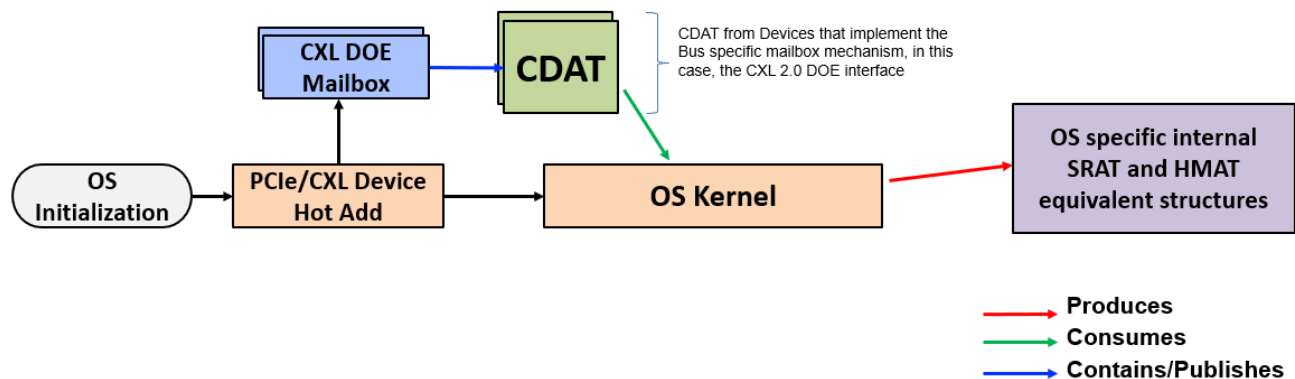 CXL DOE
Mailbox
CDAT
CDAT from Devices that implement the
Bus specific mailbox mechanism, in this
case, the CXL 2.0 DOE interface
OS
Initialization
PCIe/CXL Device
Hot Add
OS Kernel
OS specific internal
SRAT and HMAT
equivalent structures
Produces
Consumes
Contains/Publishes